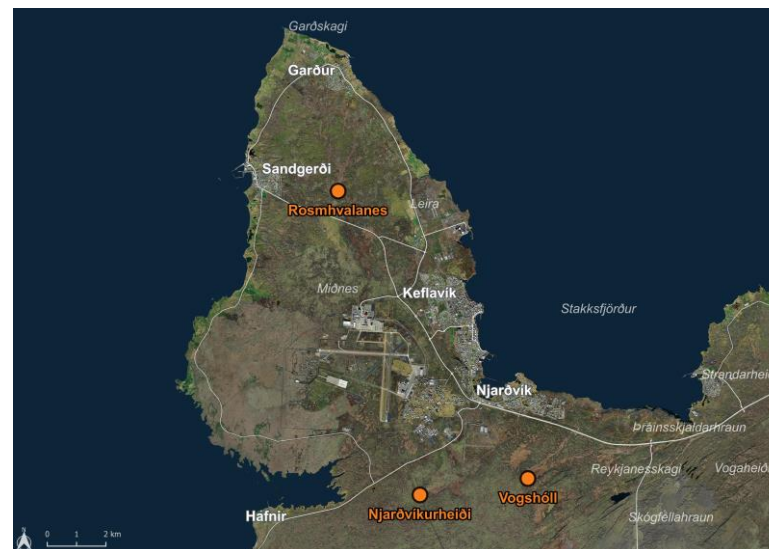 Garðskagi
Garður
Sandgerði
Rosmhvalanes
Leira
Miðnes
Keflavík
Stakksfjörður
Njarðvík
Strandarheiði
Þráinsskjaldarhraun
Reykjanesskagi
Vogaheiði
Vogshóll
Njarðvíkurheiði
Hafnir
Skógfellahraun
N
0 1 2 km